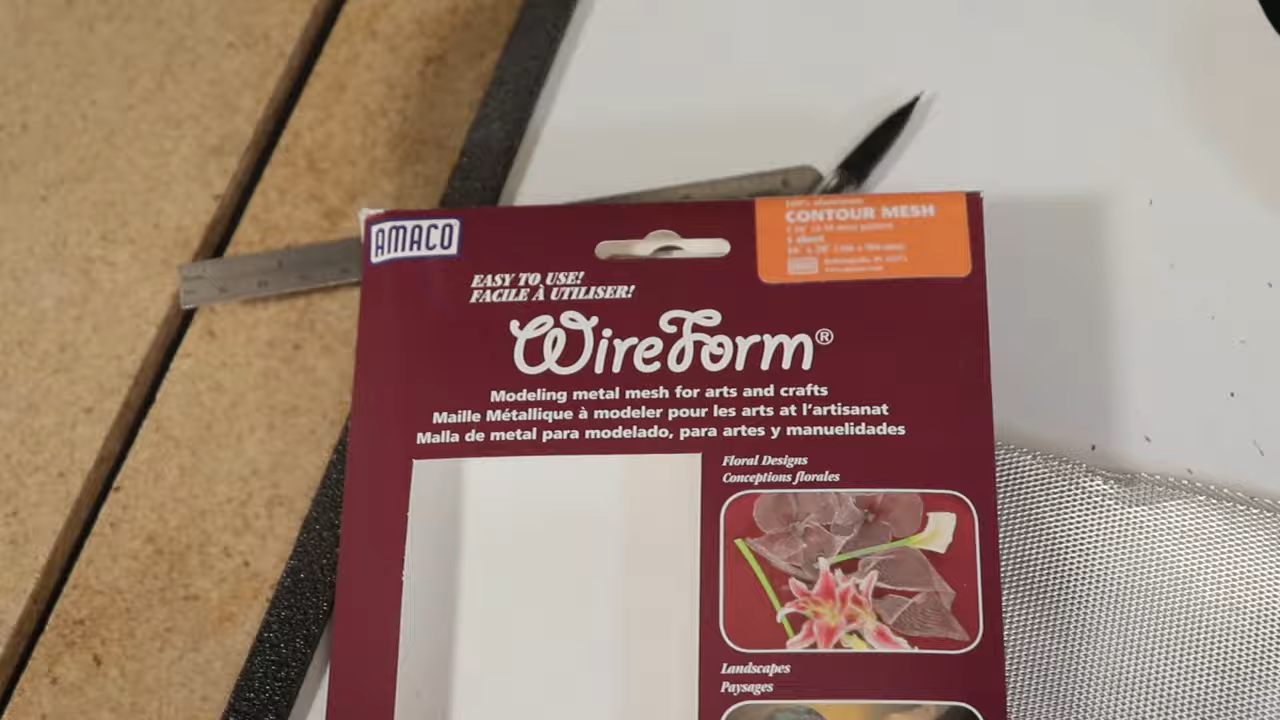 AMACO
CONTOUR MESH
1 sheet
EASY TO USE!
FACILE À UTILISER!
WireForm®
Modeling metal mesh for arts and crafts
Maille Métallique à modeler pour les arts at l'artisanat
Malla de metal para modelado, para artes y manuelidades
Floral Designs
Conceptions florales
Landscapes
Paysages